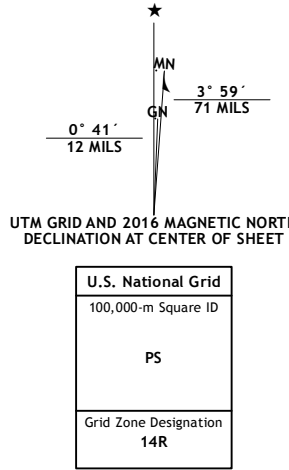 ★
MN
3° 59´
71 MILS
GN
0° 41´
12 MILS
UTM GRID AND 2016 MAGNETIC NORTH
DECLINATION AT CENTER OF SHEET
U.S. National Grid
100,000-m Square ID
PS
Grid Zone Designation
14R